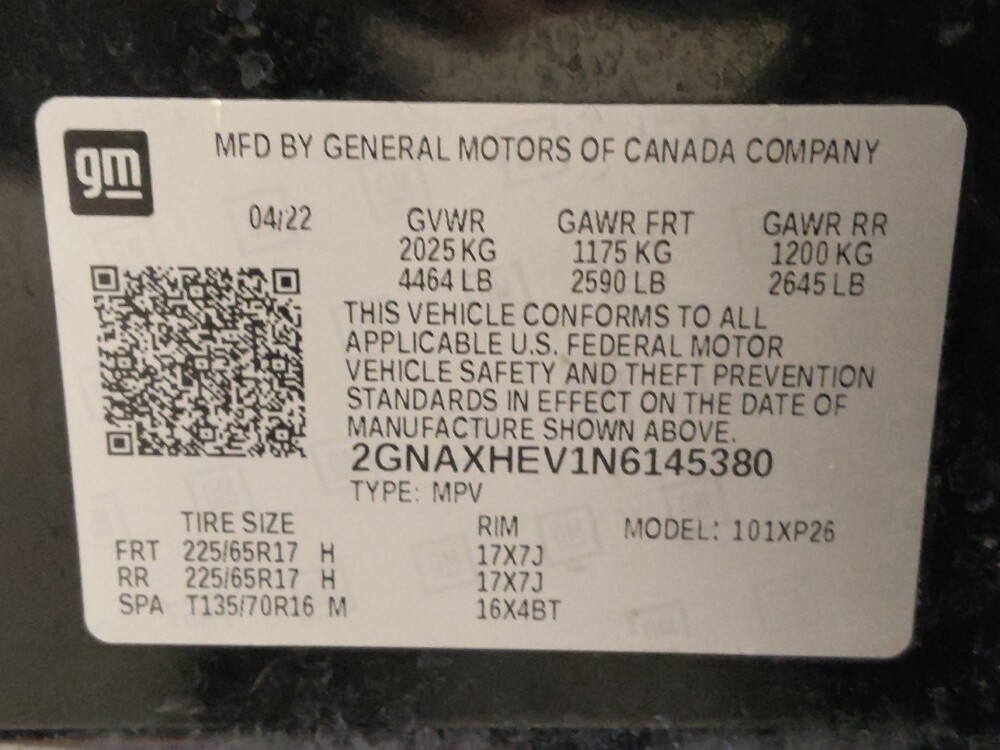 gm
MFD BY GENERAL MOTORS OF CANADA COMPANY
04/22 GVWR GAWR FRT GAWR RR
2025 KG 1175 KG 1200 KG
4464 LB 2590 LB 2645 LB
THIS VEHICLE CONFORMS TO ALL
APPLICABLE U.S. FEDERAL MOTOR
VEHICLE SAFETY AND THEFT PREVENTION
STANDARDS IN EFFECT ON THE DATE OF
MANUFACTURE SHOWN ABOVE.
2GNAXHEV1N6145380
TYPE: MPV
TIRE SIZE RIM MODEL: 101XP26
FRT 225/65R17 H 17X7J
RR 225/65R17 H 17X7J
SPA T135/70R16 M 16X4BT